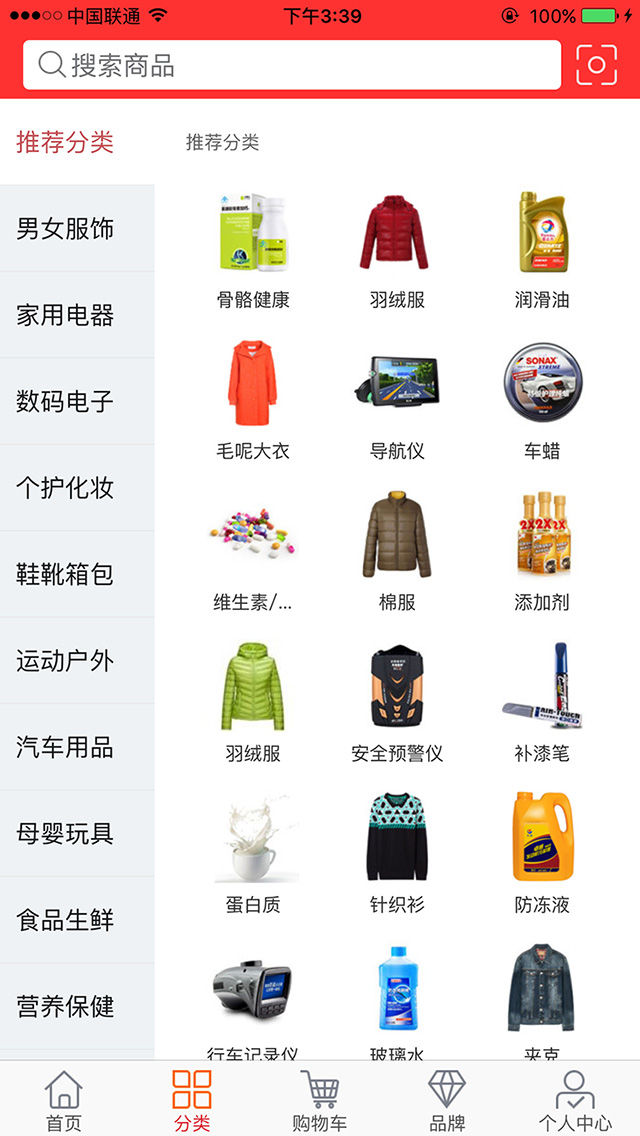 中国联通
下午3:39
100%
搜索商品
推荐分类
男女服饰
家用电器
数码电子
个护化妆
鞋靴箱包
运动户外
汽车用品
母婴玩具
食品生鲜
营养保健
推荐分类
骨骼健康
羽绒服
润滑油
SONAX
XTREME
毛呢大衣
导航仪
车蜡
2X 2X 2X
维生素/...
棉服
添加剂
羽绒服
安全预警仪
补漆笔
蛋白质
针织衫
防冻液
行车记录仪
玻璃水
夹克
首页
分类
购物车
品牌
个人中心